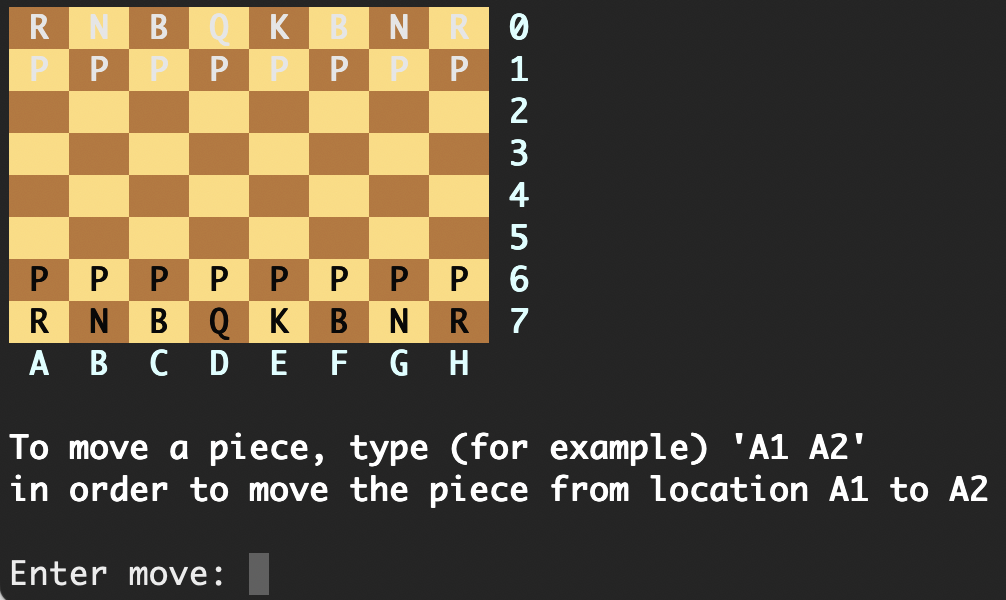 R N B Q K B N R 0
P P P P P P P P 1
2
3
4
5
P P P P P P P P 6
R N B Q K B N R 7
A B C D E F G H
To move a piece, type (for example) 'A1 A2'
in order to move the piece from location A1 to A2
Enter move: